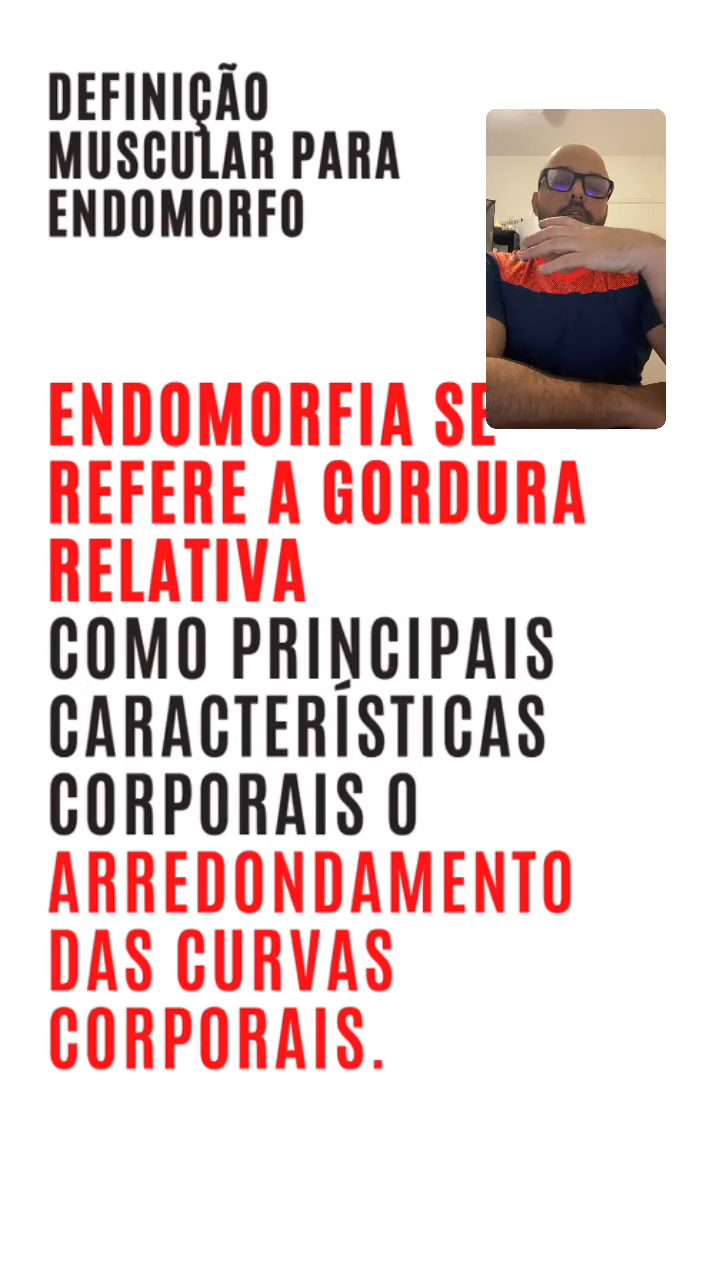 DEFINIÇÃO
MUSCULAR PARA
ENDOMORFO
ENDOMORFIA SE
REFERE A GORDURA
RELATIVA
COMO PRINCIPAIS
CARACTERÍSTICAS
CORPORAIS O
ARREDONDAMENTO
DAS CURVAS
CORPORAIS.